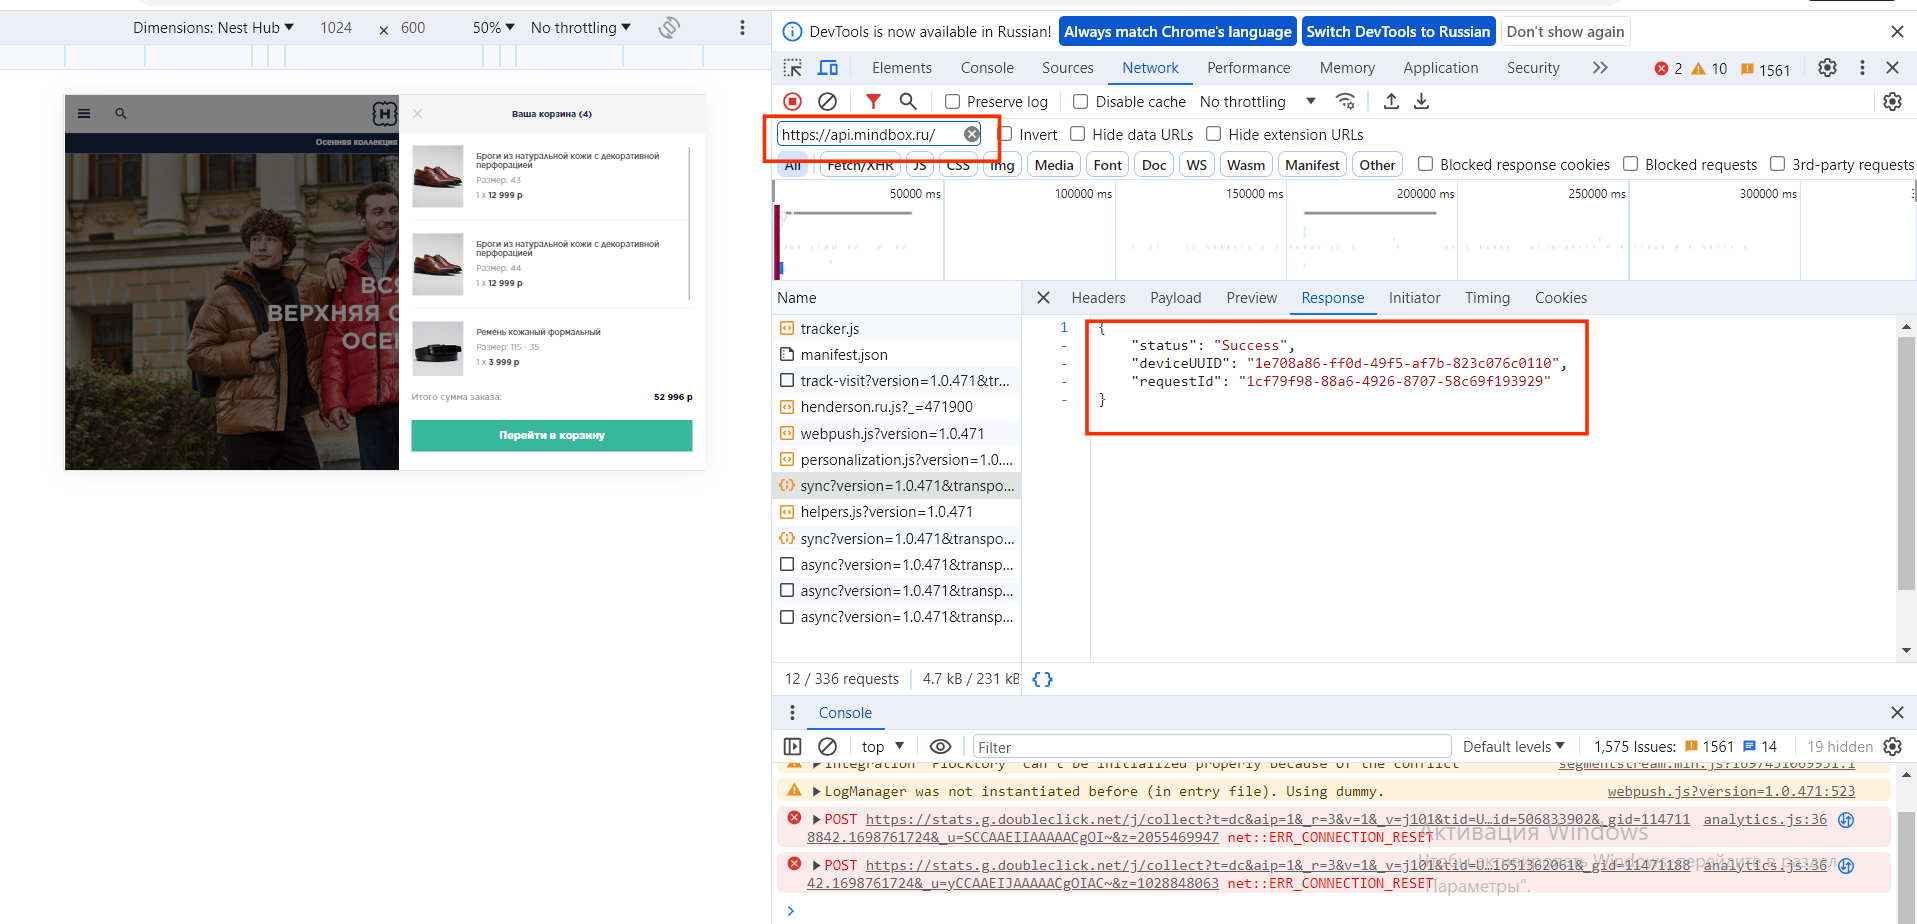 Dimensions: Nest Hub ▼ 1024 × 600 50% ▼ No throttling ▼
DevTools is now available in Russian! Always match Chrome's language Switch DevTools to Russian Don't show again
Elements Console Sources Network Performance Memory Application Security 2 10 1561
Preserve log Disable cache No throttling
https://api.mindbox.ru/ Invert Hide data URLs Hide extension URLs
All Fetch/XHR JS CSS Img Media Font Doc WS Wasm Manifest Other Blocked response cookies Blocked requests 3rd-party requests
50000 ms 100000 ms 150000 ms 200000 ms 250000 ms 300000 ms
H
Осенняя коллекция
ВСЯ
ВЕРХНЯЯ О
ОСЕН
Ваша корзина (4)
Броги из натуральной кожи с декоративной
перфорацией
Размер: 43
1 x 12 999 р
Броги из натуральной кожи с декоративной
перфорацией
Размер: 44
1 x 12 999 р
Ремень кожаный формальный
Размер: 115 - 35
1 x 3 999 р
Итого сумма заказа: 52 996 р
Перейти в корзину
Name
tracker.js
manifest.json
track-visit?version=1.0.471&tr...
henderson.ru.js?_=471900
webpush.js?version=1.0.471
personalization.js?version=1.0....
sync?version=1.0.471&transpo...
helpers.js?version=1.0.471
sync?version=1.0.471&transpo...
async?version=1.0.471&transp...
async?version=1.0.471&transp...
async?version=1.0.471&transp...
12 / 336 requests 4.7 kB / 231 kB
Headers Payload Preview Response Initiator Timing Cookies
1 {
- "status": "Success",
- "deviceUUID": "1e708a86-ff0d-49f5-af7b-823c076c0110",
- "requestId": "1cf79f98-88a6-4926-8707-58c69f193929"
- }
{ }
Console
top ▼ Filter Default levels ▼ 1,575 Issues: 1561 14 19 hidden
Integration "Flocktory" can't be initialized properly because of the conflict segmentstream.min.js?1697451069951:1
LogManager was not instantiated before (in entry file). Using dummy. webpush.js?version=1.0.471:523
POST https://stats.g.doubleclick.net/j/collect?t=dc&aip=1&_r=3&v=1&_v=j101&tid=U…id=506833902&_gid=114711 analytics.js:36
8842.1698761724&_u=SCCAAEIIAAAAACgOI~&z=2055469947 net::ERR_CONNECTION_RESET
POST https://stats.g.doubleclick.net/j/collect?t=dc&aip=1&_r=3&v=1&_v=j101&tid=U…1651362061&_gid=11471188 analytics.js:36
42.1698761724&_u=yCCAAEIJAAAAACgOIAC~&z=1028848063 net::ERR_CONNECTION_RESET
Активация Windows
Чтобы активировать Windows, перейдите в раздел
"Параметры".